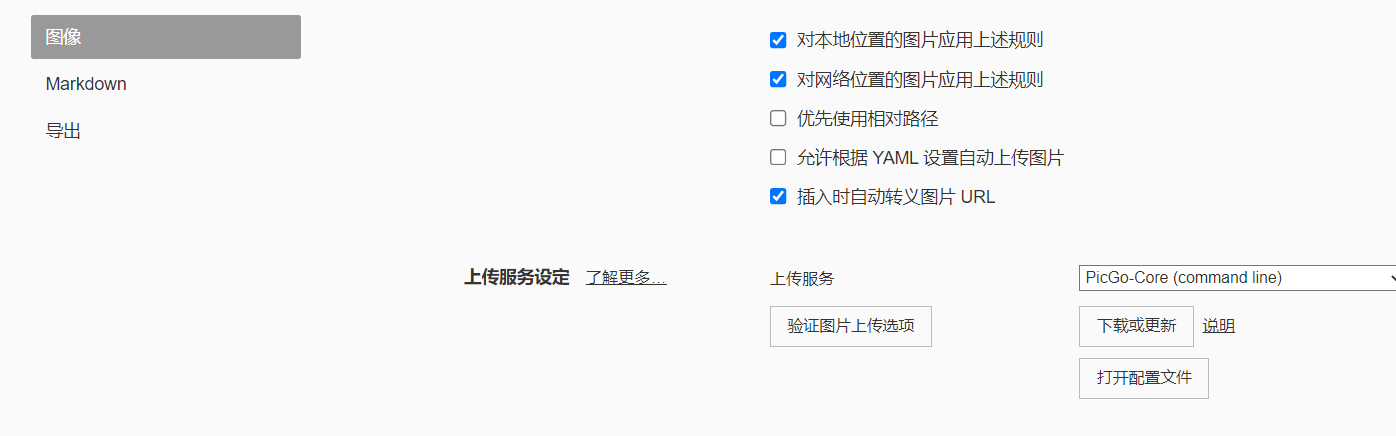 图像
Markdown
导出
对本地位置的图片应用上述规则
对网络位置的图片应用上述规则
优先使用相对路径
允许根据 YAML 设置自动上传图片
插入时自动转义图片 URL
上传服务设定 了解更多...
上传服务 PicGo-Core (command line)
验证图片上传选项 下载或更新 说明
打开配置文件